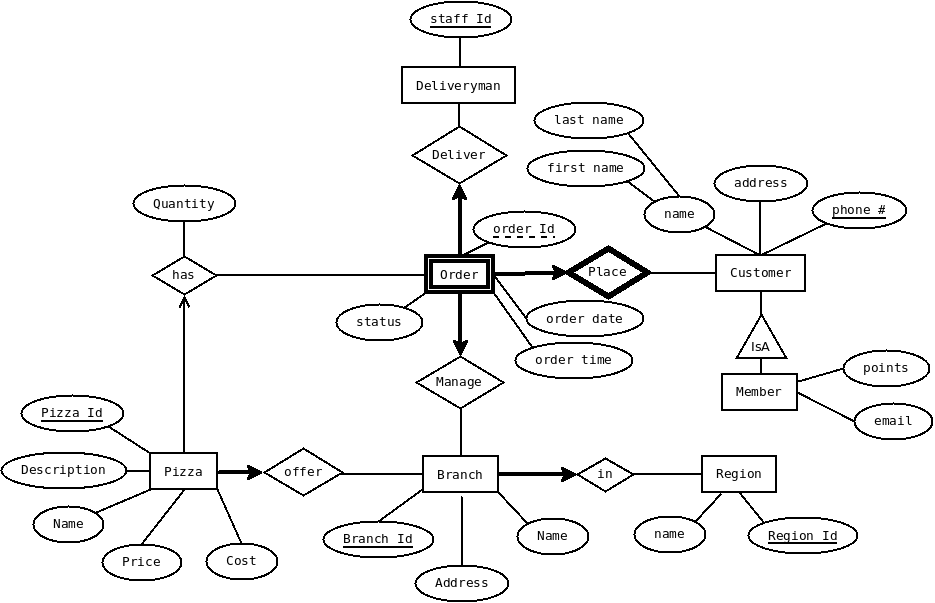 staff Id
Deliveryman
last name
Deliver
first name
address
Quantity
name
phone #
order Id
has
Order
Place
Customer
status
order date
IsA
order time
points
Manage
Member
Pizza Id
email
Description
Pizza
offer
Branch
in
Region
Name
Branch Id
Name
name
Region Id
Price
Cost
Address